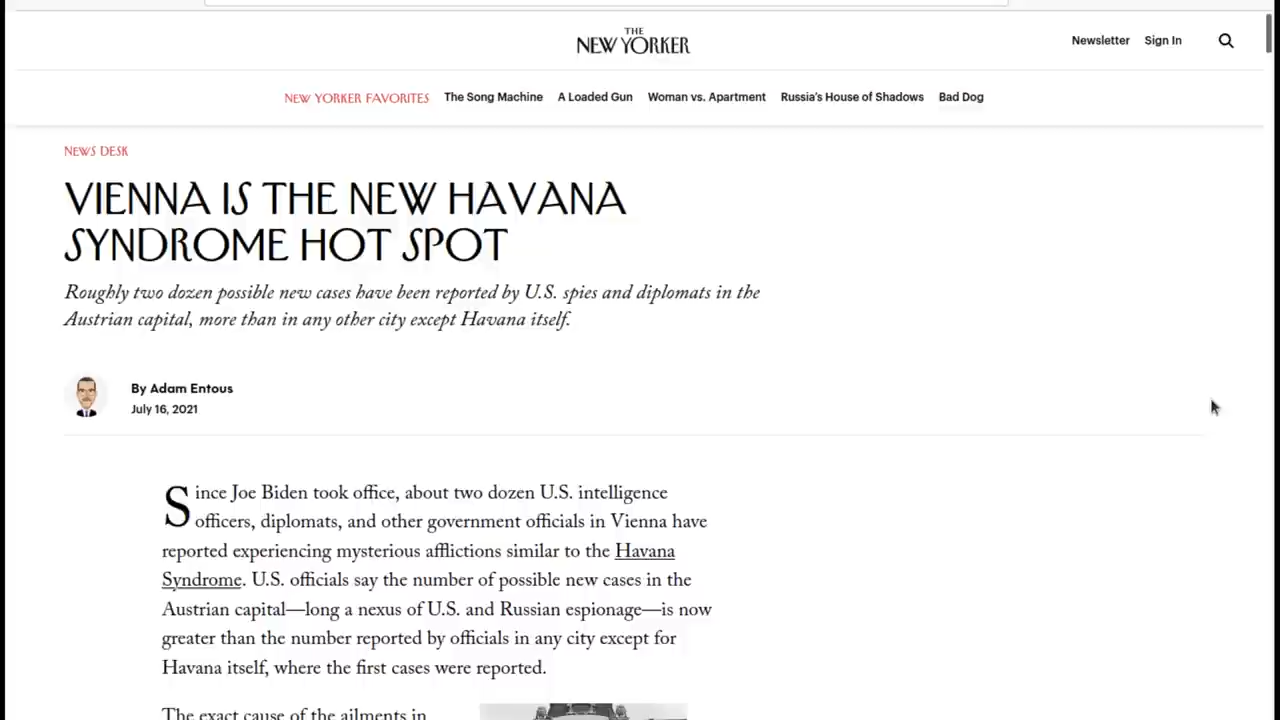 THE
NEW YORKER
Newsletter Sign In
NEW YORKER FAVORITES The Song Machine A Loaded Gun Woman vs. Apartment Russia's House of Shadows Bad Dog
NEWS DESK
VIENNA IS THE NEW HAVANA
SYNDROME HOT SPOT
Roughly two dozen possible new cases have been reported by U.S. spies and diplomats in the
Austrian capital, more than in any other city except Havana itself.
By Adam Entous
July 16, 2021
Since Joe Biden took office, about two dozen U.S. intelligence
officers, diplomats, and other government officials in Vienna have
reported experiencing mysterious afflictions similar to the Havana
Syndrome. U.S. officials say the number of possible new cases in the
Austrian capital—long a nexus of U.S. and Russian espionage—is now
greater than the number reported by officials in any city except for
Havana itself, where the first cases were reported.
The exact cause of the ailments in